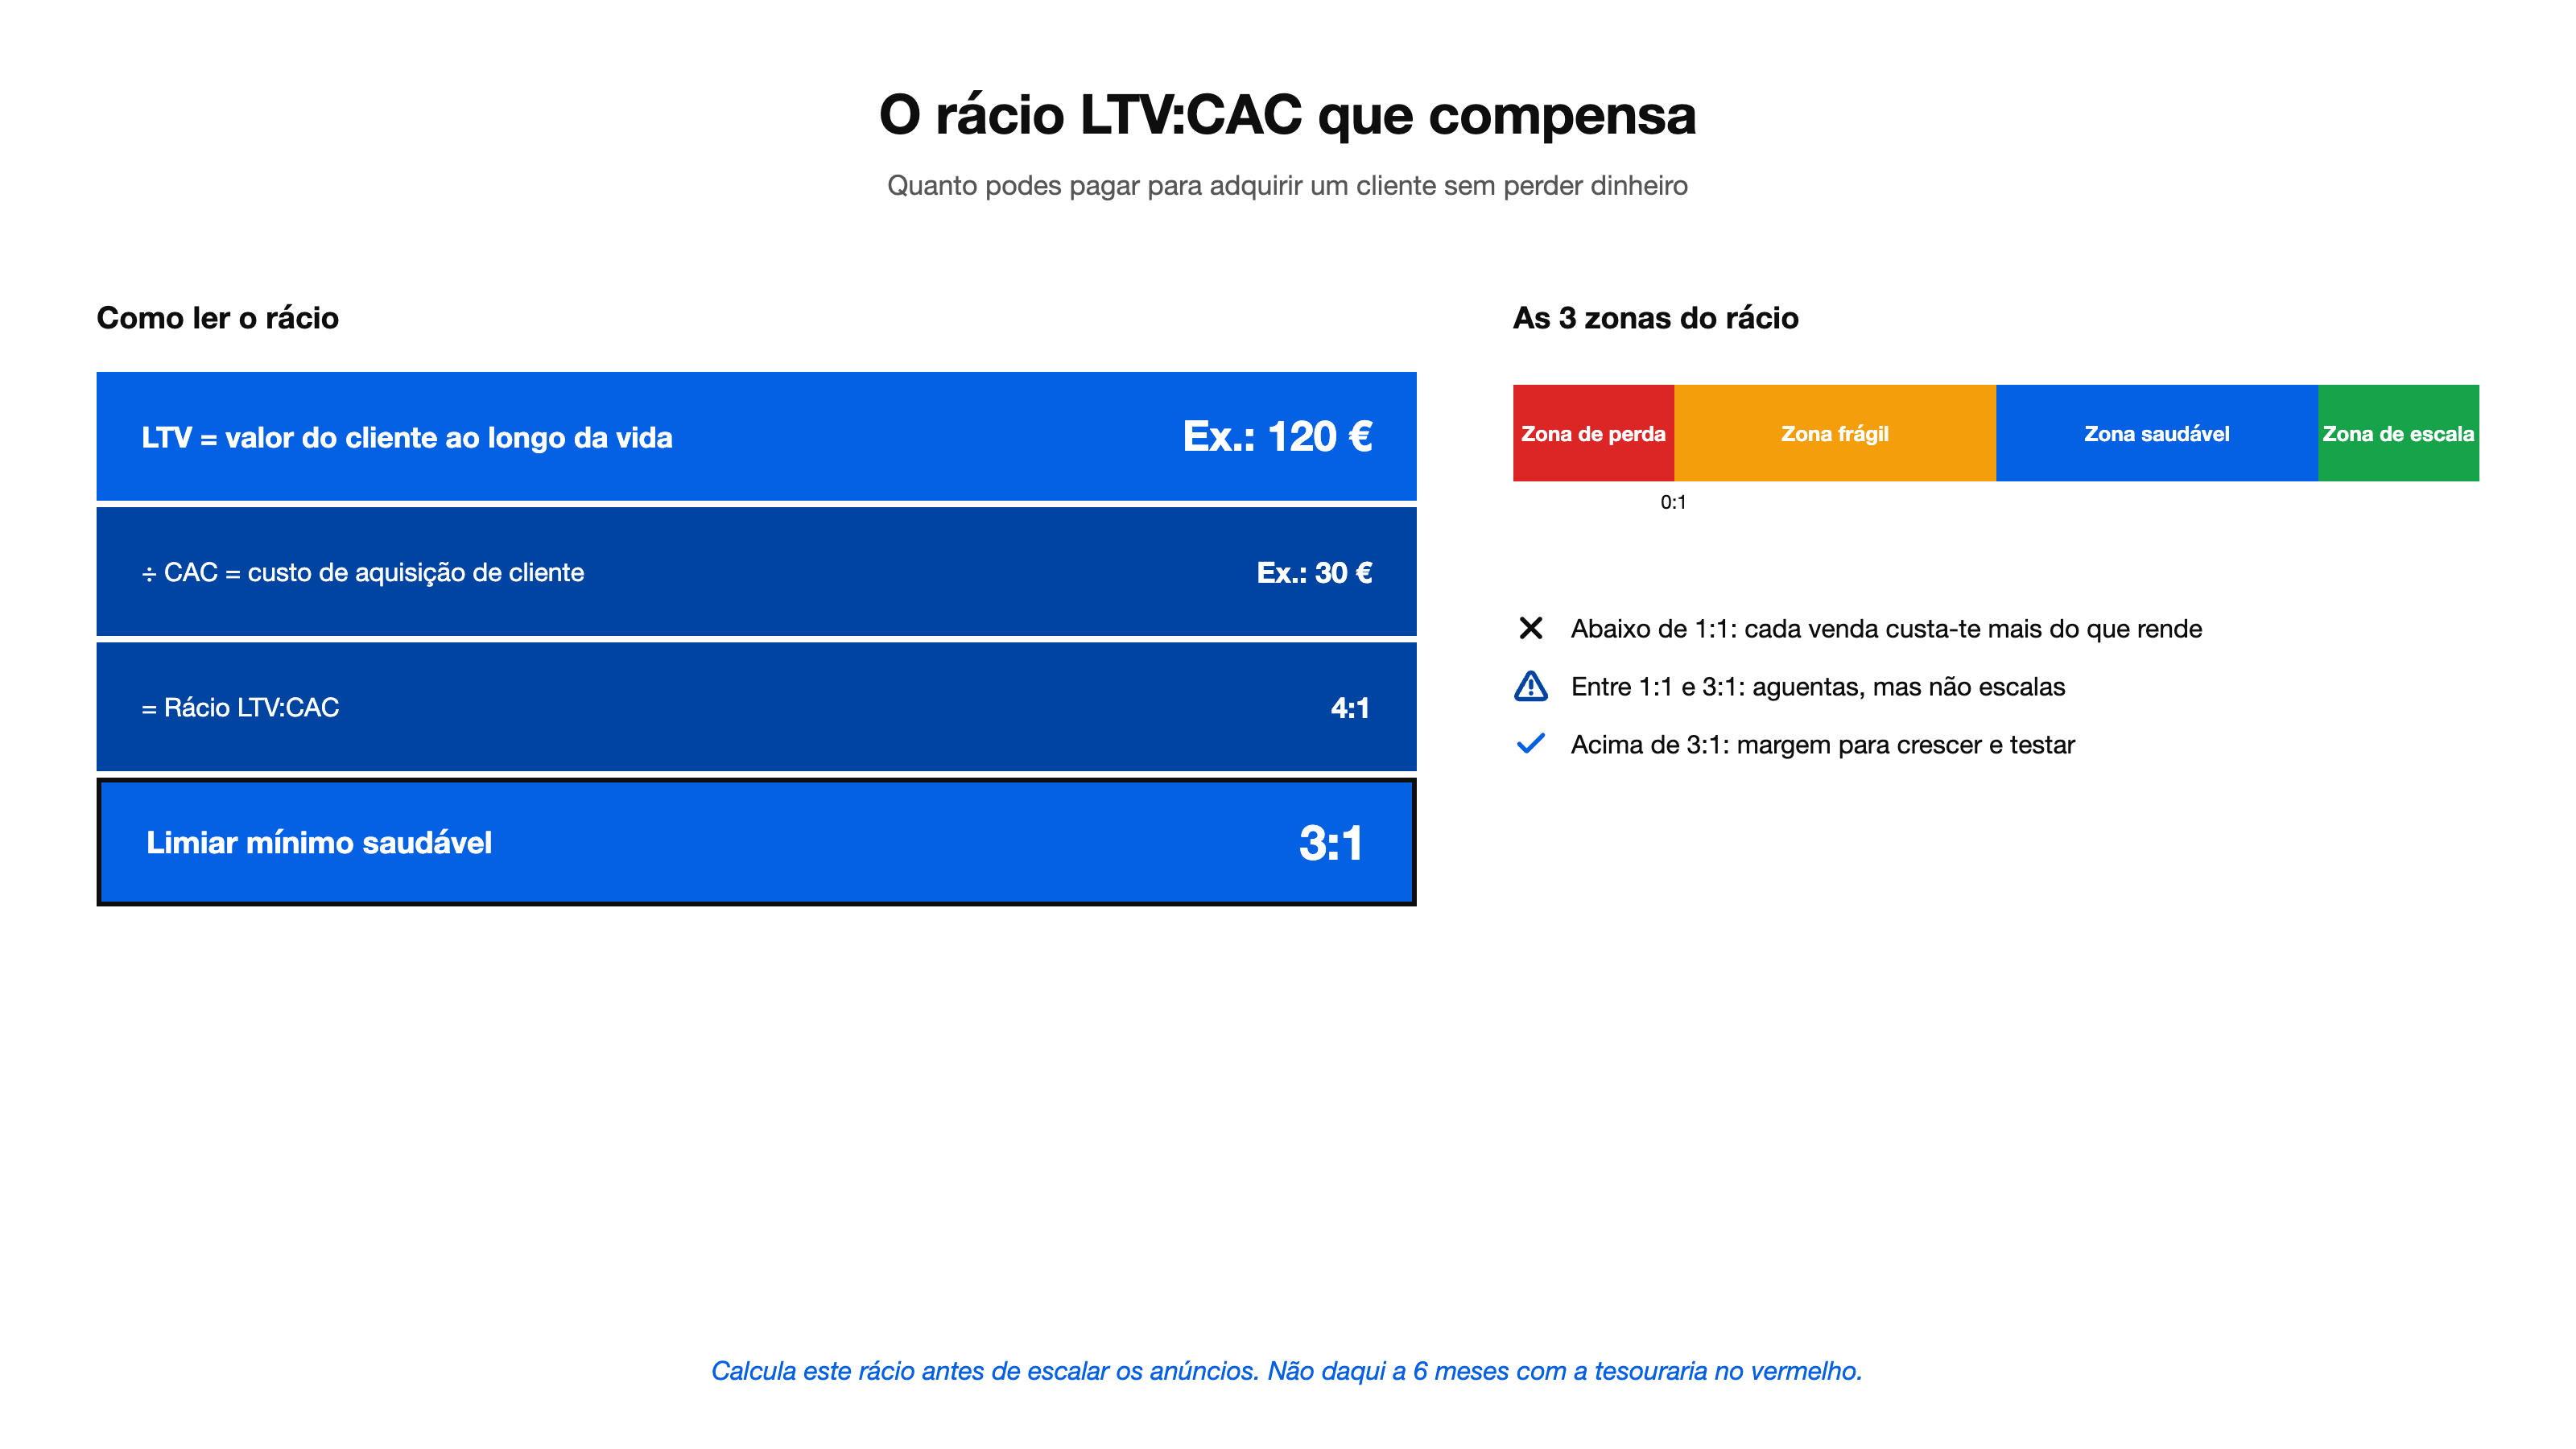 O rácio LTV:CAC que compensa
Quanto podes pagar para adquirir um cliente sem perder dinheiro
Como ler o rácio
LTV = valor do cliente ao longo da vida
Ex.: 120 €
÷ CAC = custo de aquisição de cliente
Ex.: 30 €
= Rácio LTV:CAC
4:1
Limiar mínimo saudável
3:1
As 3 zonas do rácio
Zona de perda
Zona frágil
Zona saudável
Zona de escala
0:1
Abaixo de 1:1: cada venda custa-te mais do que rende
Entre 1:1 e 3:1: aguentas, mas não escalas
Acima de 3:1: margem para crescer e testar
Calcula este rácio antes de escalar os anúncios. Não daqui a 6 meses com a tesouraria no vermelho.